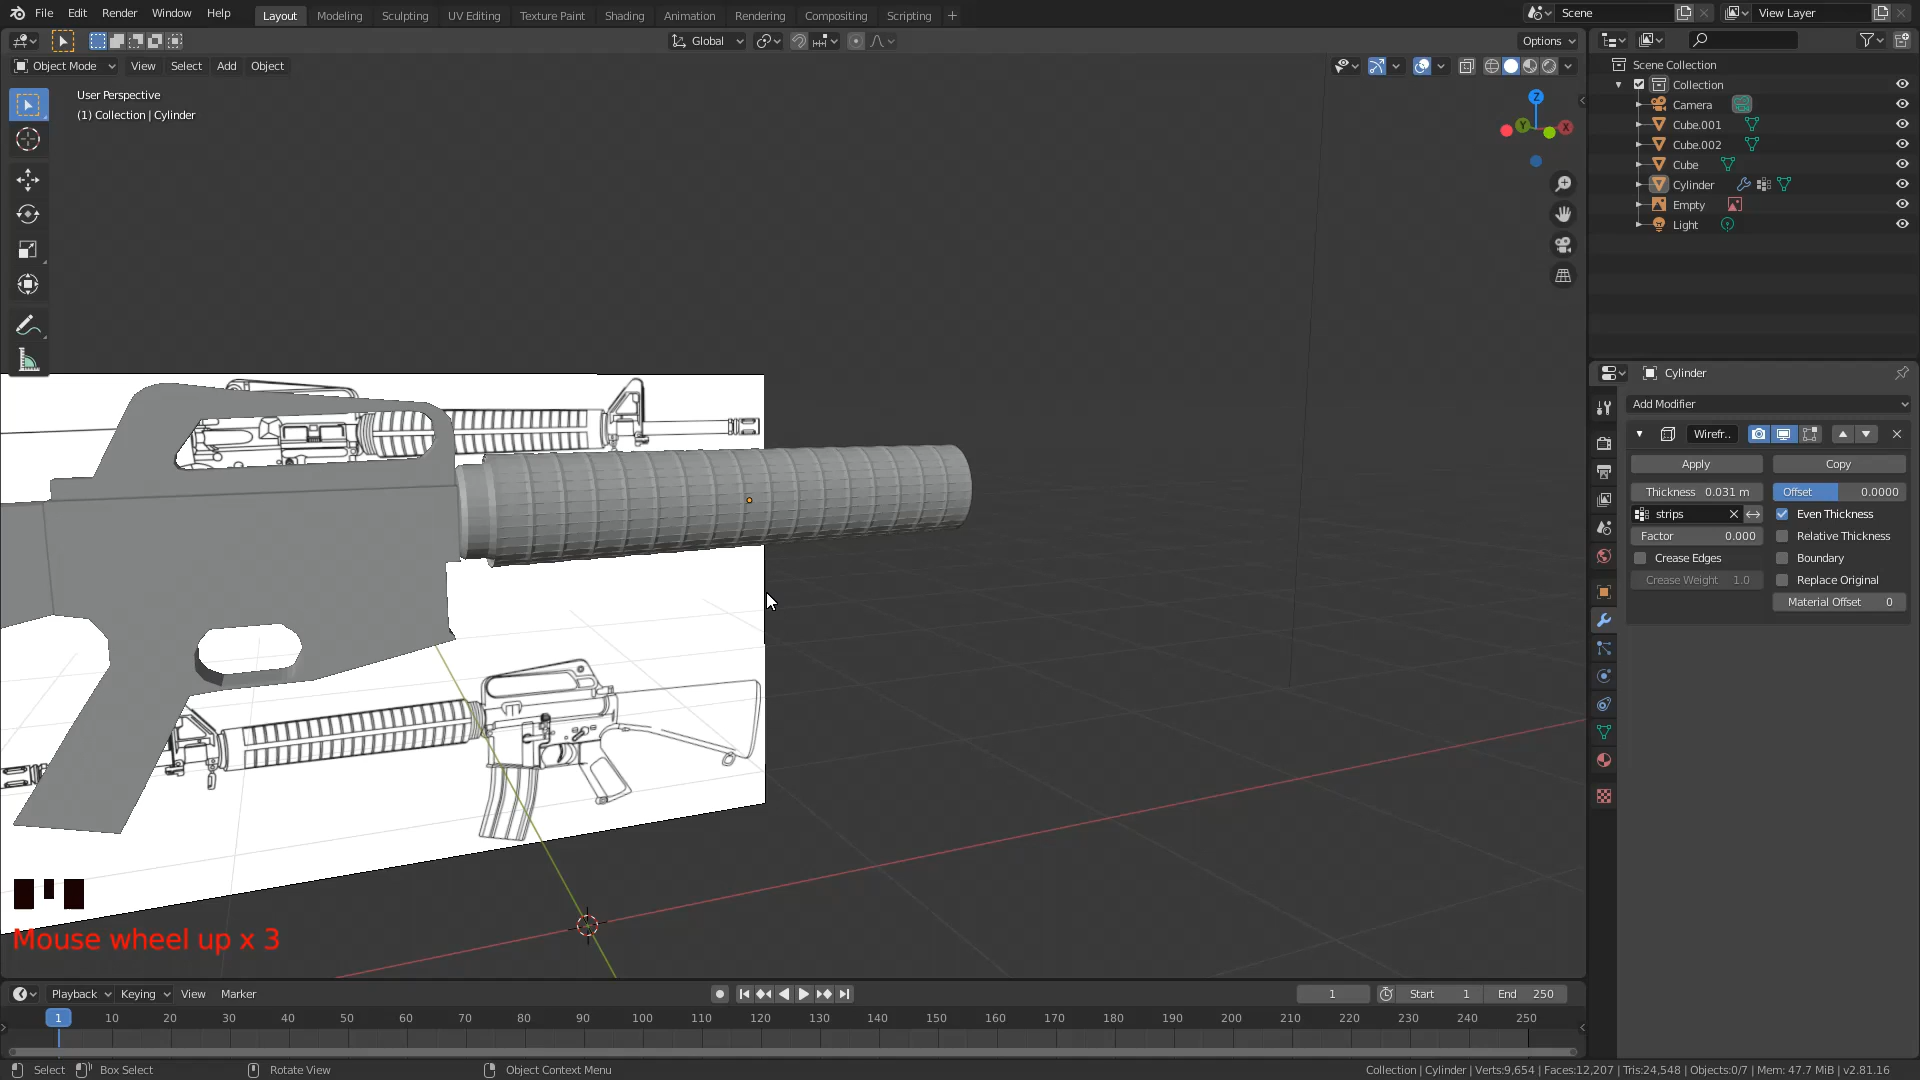 File Edit Render Window Help Layout Modeling Sculpting UV Editing Texture Paint Shading Animation Rendering Compositing Scripting + Scene View Layer
Global Options
Object Mode View Select Add Object
User Perspective
(1) Collection | Cylinder
Z
Y
X
Scene Collection
Collection
Camera
Cube.001
Cube.002
Cube
Cylinder
Empty
Light
Cylinder
Add Modifier
Wirefr..
Apply Copy
Thickness 0.031 m Offset 0.0000
strips Even Thickness
Factor 0.000 Relative Thickness
Crease Edges Boundary
Crease Weight 1.0 Replace Original
Material Offset 0
Mouse wheel up x 3
Playback Keying View Marker 1 Start 1 End 250
1 10 20 30 40 50 60 70 80 90 100 110 120 130 140 150 160 170 180 190 200 210 220 230 240 250
Select Box Select Rotate View Object Context Menu Collection | Cylinder | Verts:9,654 | Faces:12,207 | Tris:24,548 | Objects:0/7 | Mem: 47.7 MiB | v2.81.16